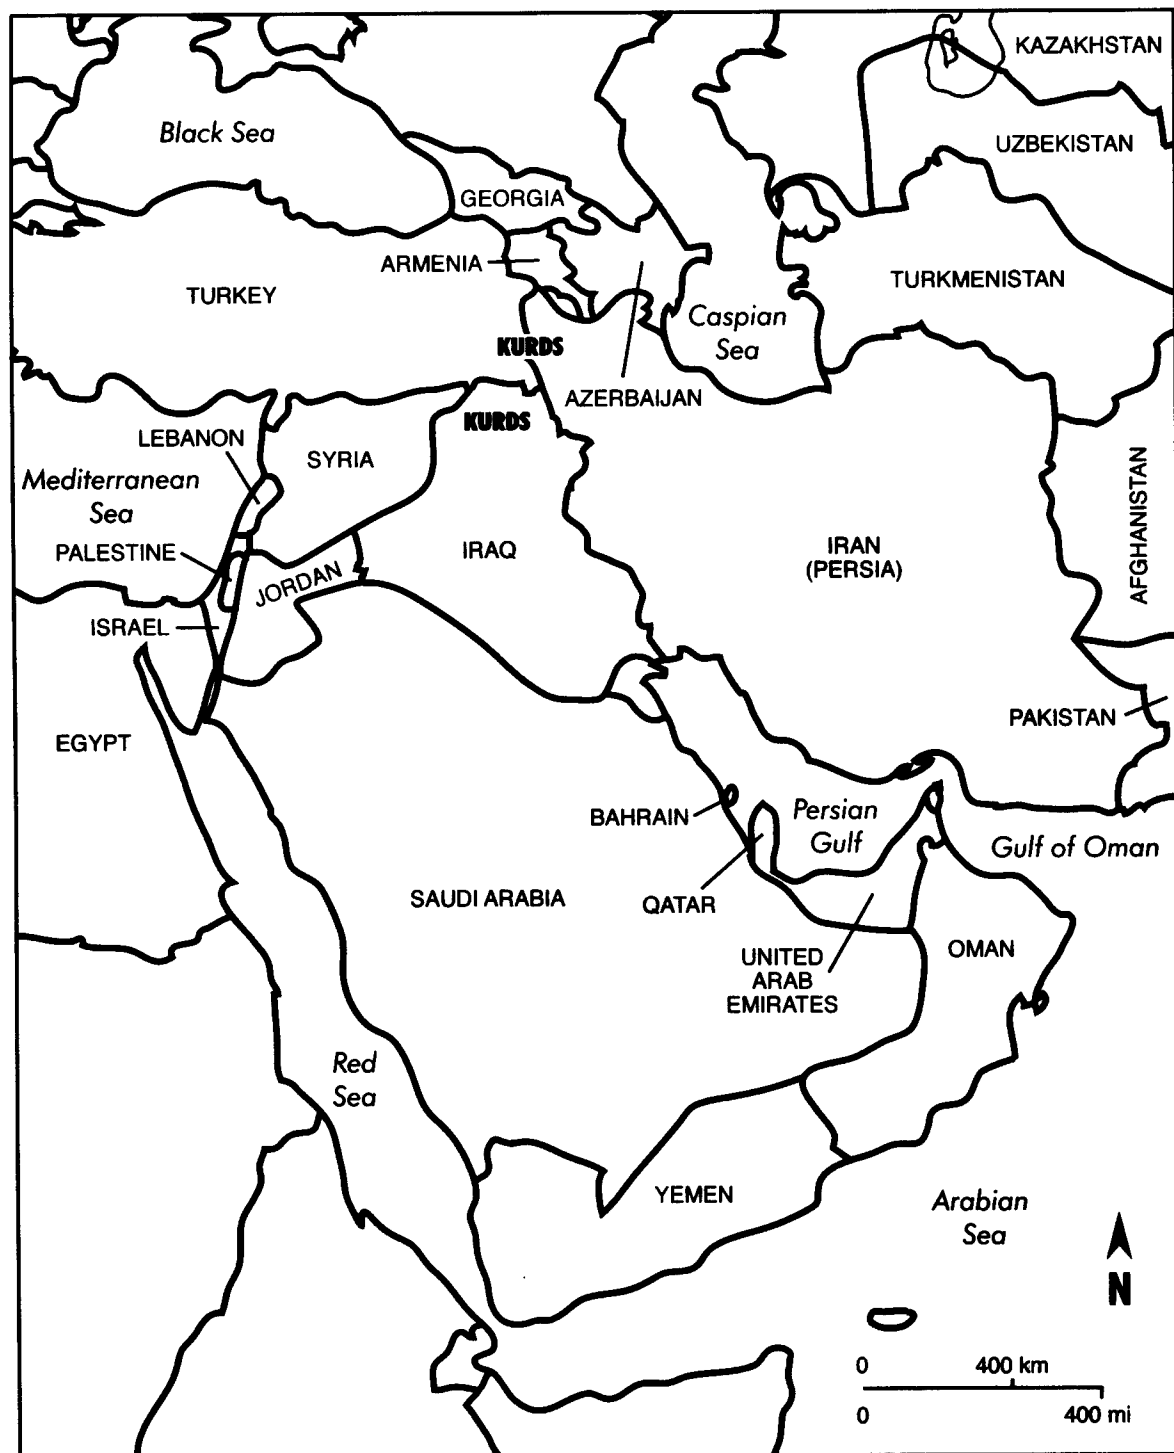 KAZAKHSTAN
Black Sea
UZBEKISTAN
GEORGIA
ARMENIA
TURKMENISTAN
TURKEY
Caspian
Sea
KURDS
AZERBAIJAN
KURDS
LEBANON
SYRIA
Mediterranean
Sea
AFGHANISTAN
PALESTINE
IRAQ
IRAN
(PERSIA)
JORDAN
ISRAEL
PAKISTAN
EGYPT
BAHRAIN
Persian
Gulf
Gulf of Oman
SAUDI ARABIA
QATAR
UNITED
ARAB
EMIRATES
OMAN
Red
Sea
YEMEN
Arabian
Sea
N
0 400 km
0 400 mi